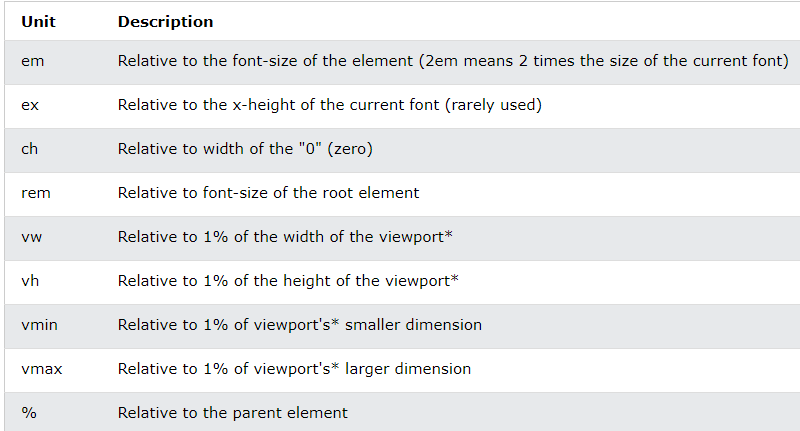 Unit Description
em Relative to the font-size of the element (2em means 2 times the size of the current font)
ex Relative to the x-height of the current font (rarely used)
ch Relative to width of the "0" (zero)
rem Relative to font-size of the root element
vw Relative to 1% of the width of the viewport*
vh Relative to 1% of the height of the viewport*
vmin Relative to 1% of viewport's* smaller dimension
vmax Relative to 1% of viewport's* larger dimension
% Relative to the parent element